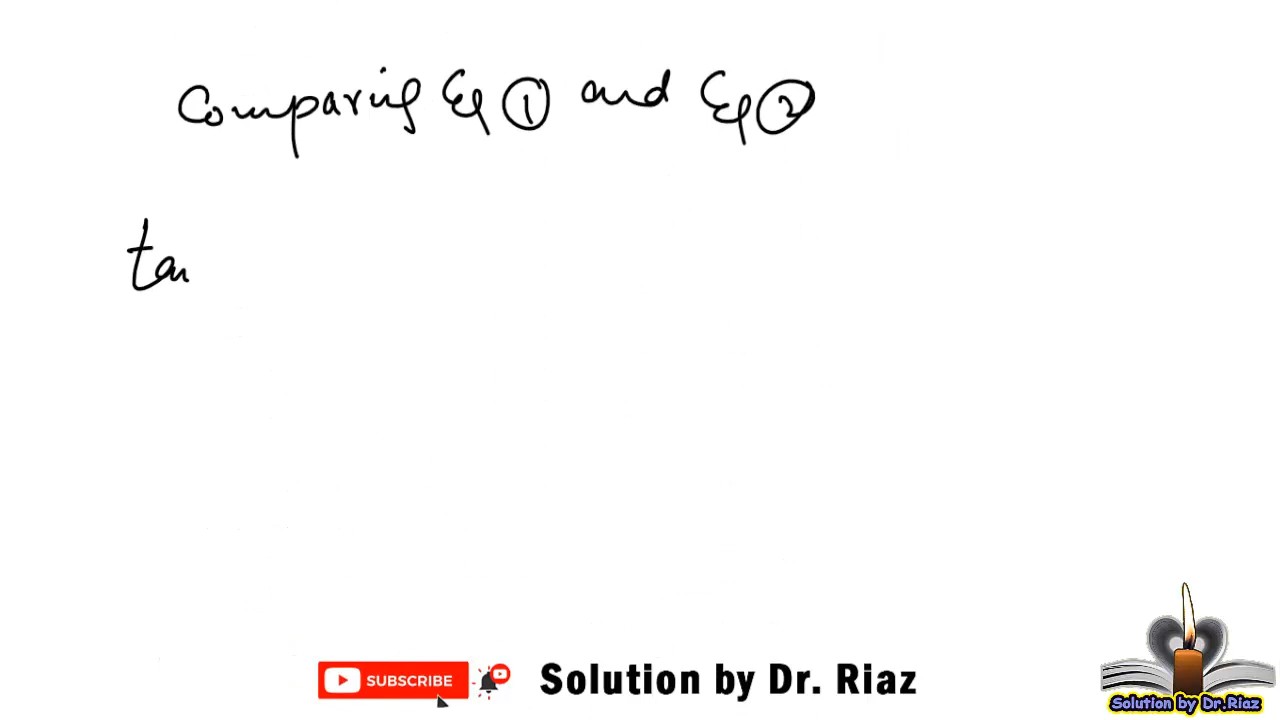 Comparing Eq ① and Eq ②
tan
SUBSCRIBE
Solution by Dr. Riaz
Solution by Dr.Riaz